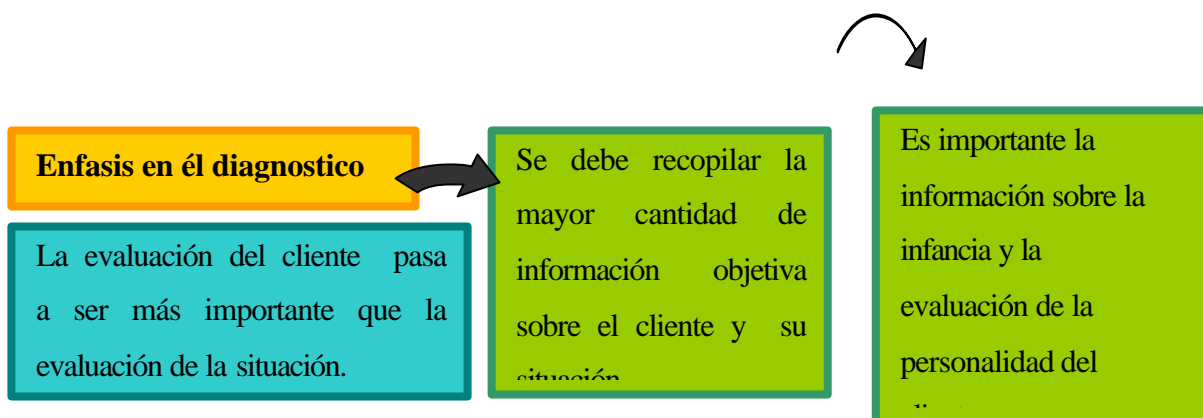 Enfasis en él diagnostico
La evaluación del cliente pasa
a ser más importante que la
evaluación de la situación.
Se debe recopilar la
mayor cantidad de
información objetiva
sobre el cliente y su
situación
Es importante la
información sobre la
infancia y la
evaluación de la
personalidad del